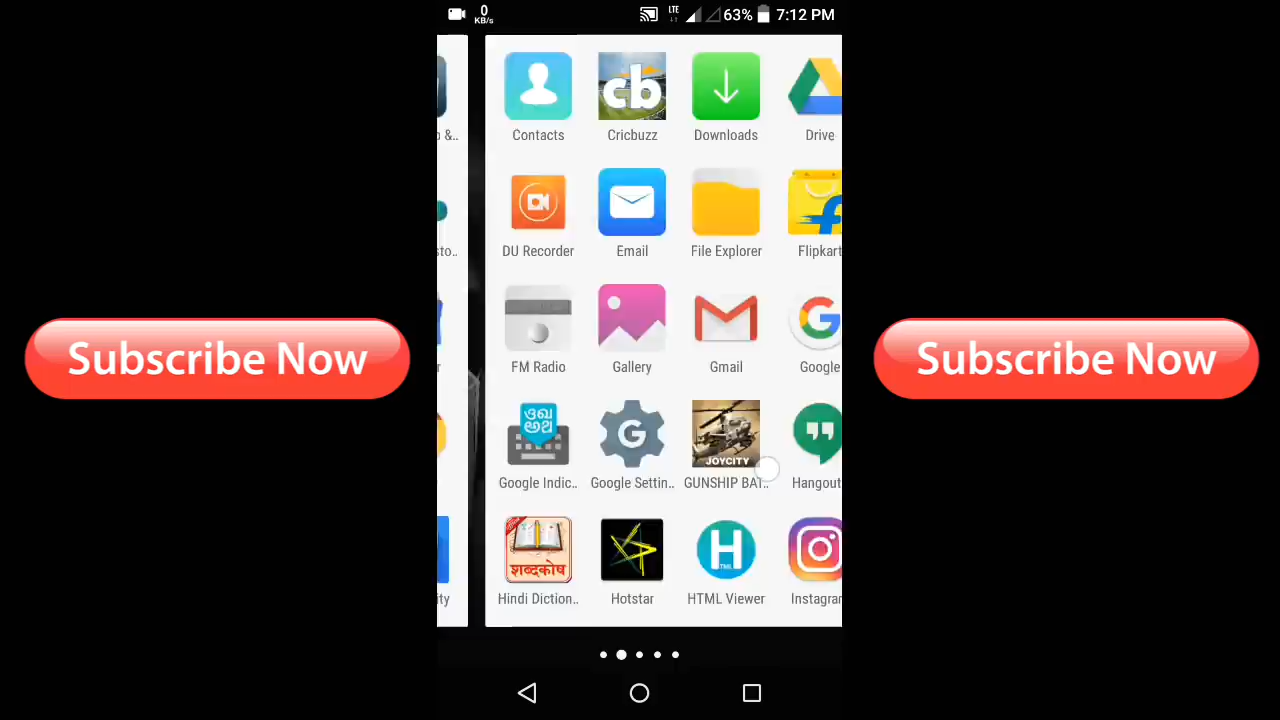 0
KB/s
LTE
63%
7:12 PM
cb
Contacts
Cricbuzz
Downloads
Drive
DU Recorder
Email
File Explorer
Flipkart
FM Radio
Gallery
Gmail
Google
JOYCITY
Google Indic..
Google Settin..
GUNSHIP BAT..
Hangout
शब्दकोष
H
HTML
Hindi Diction..
Hotstar
HTML Viewer
Instagram
Subscribe Now
Subscribe Now